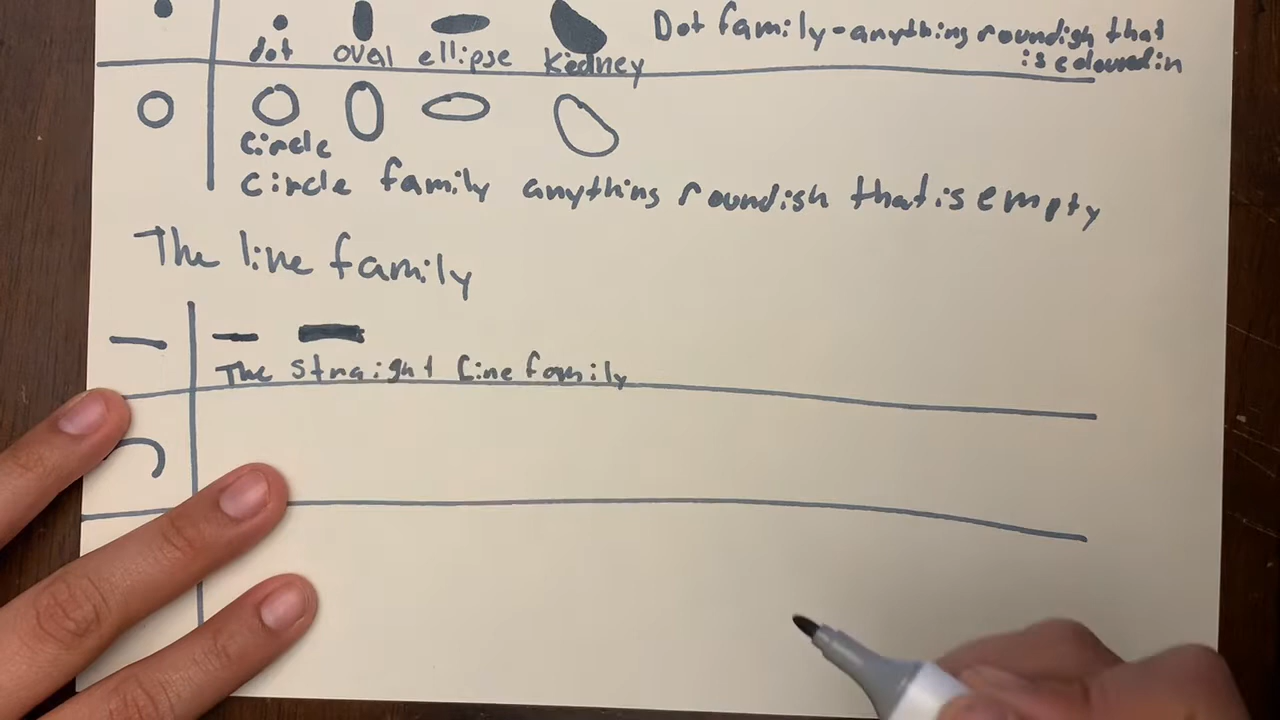 dot oval ellipse Kedney
Dot family-anything roundish that
is coloured in
circle
circle family anything roundish that is empty
The line family
The straight line family